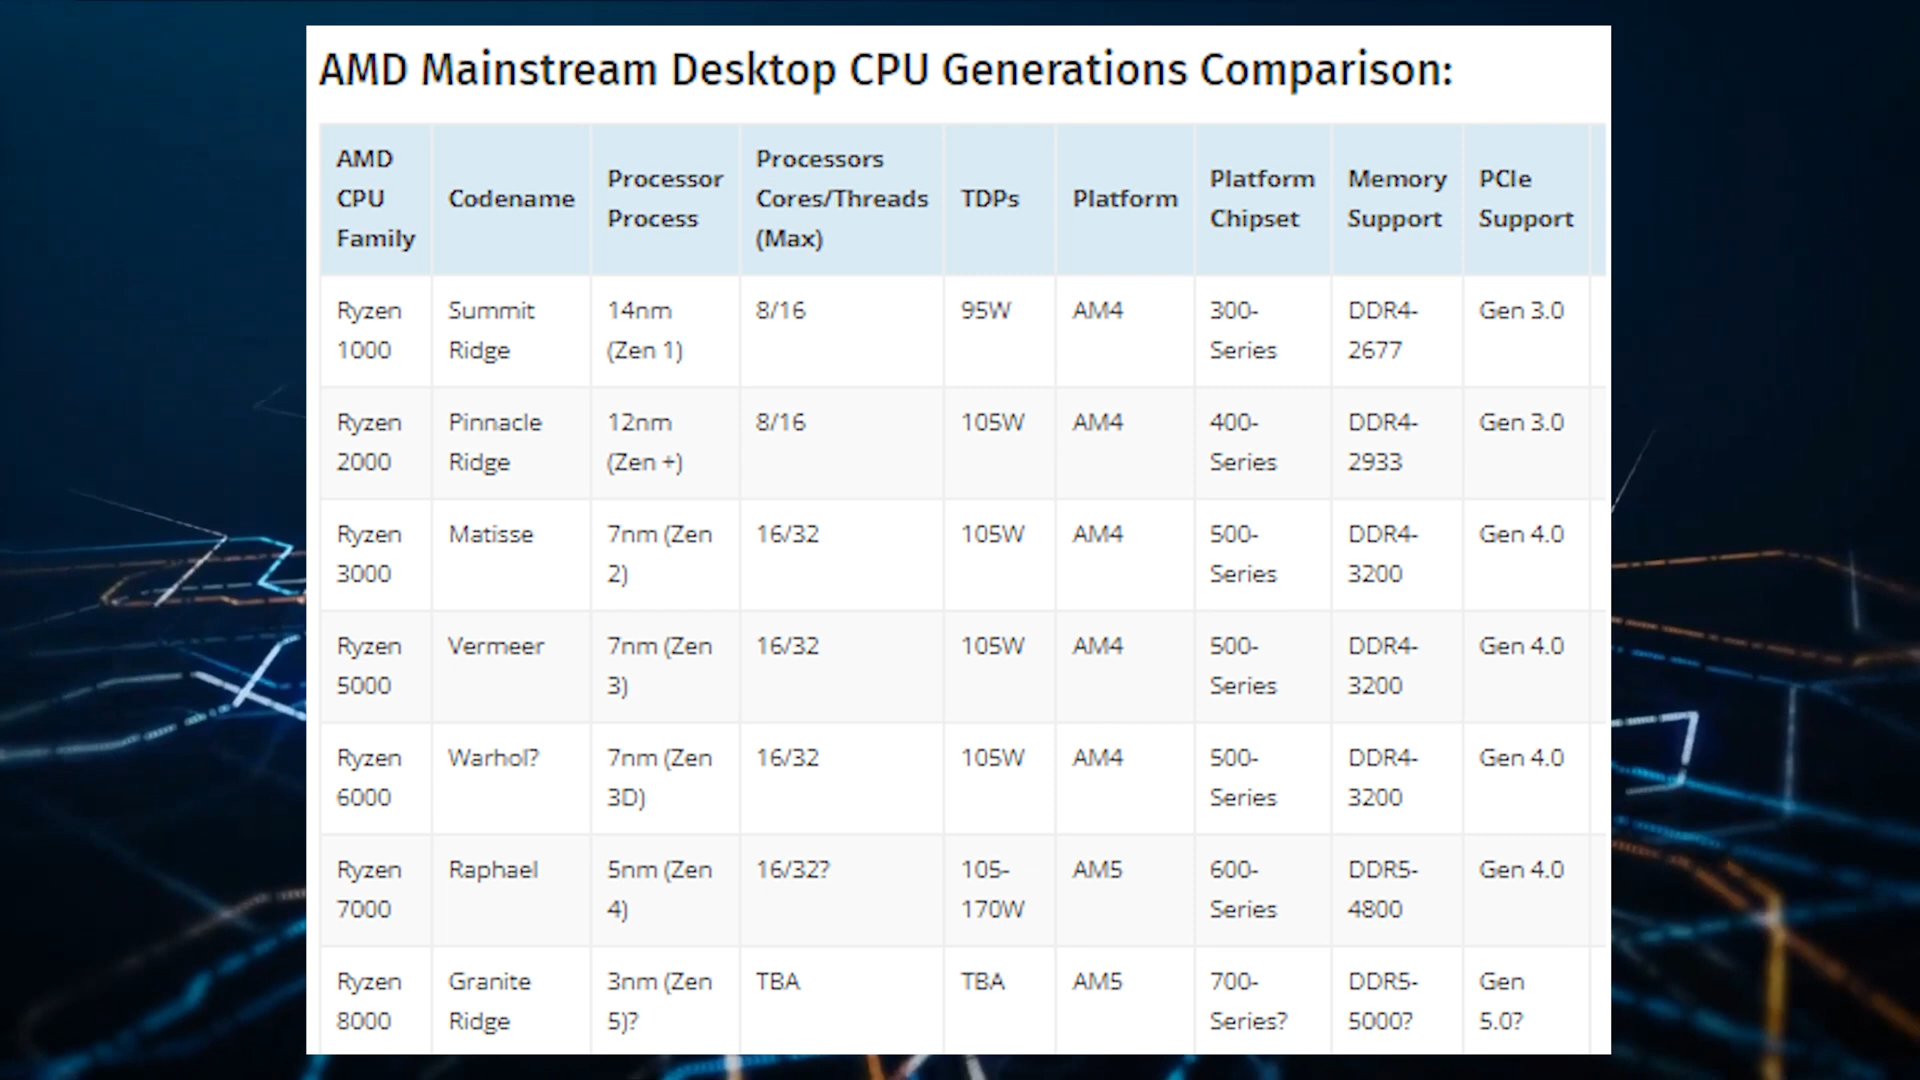 AMD Mainstream Desktop CPU Generations Comparison:
AMD CPU Family Codename Processor Process Processors Cores/Threads (Max) TDPs Platform Platform Chipset Memory Support PCIe Support
Ryzen 1000 Summit Ridge 14nm (Zen 1) 8/16 95W AM4 300-Series DDR4-2677 Gen 3.0
Ryzen 2000 Pinnacle Ridge 12nm (Zen +) 8/16 105W AM4 400-Series DDR4-2933 Gen 3.0
Ryzen 3000 Matisse 7nm (Zen 2) 16/32 105W AM4 500-Series DDR4-3200 Gen 4.0
Ryzen 5000 Vermeer 7nm (Zen 3) 16/32 105W AM4 500-Series DDR4-3200 Gen 4.0
Ryzen 6000 Warhol? 7nm (Zen 3D) 16/32 105W AM4 500-Series DDR4-3200 Gen 4.0
Ryzen 7000 Raphael 5nm (Zen 4) 16/32? 105-170W AM5 600-Series DDR5-4800 Gen 4.0
Ryzen 8000 Granite Ridge 3nm (Zen 5)? TBA TBA AM5 700-Series? DDR5-5000? Gen 5.0?